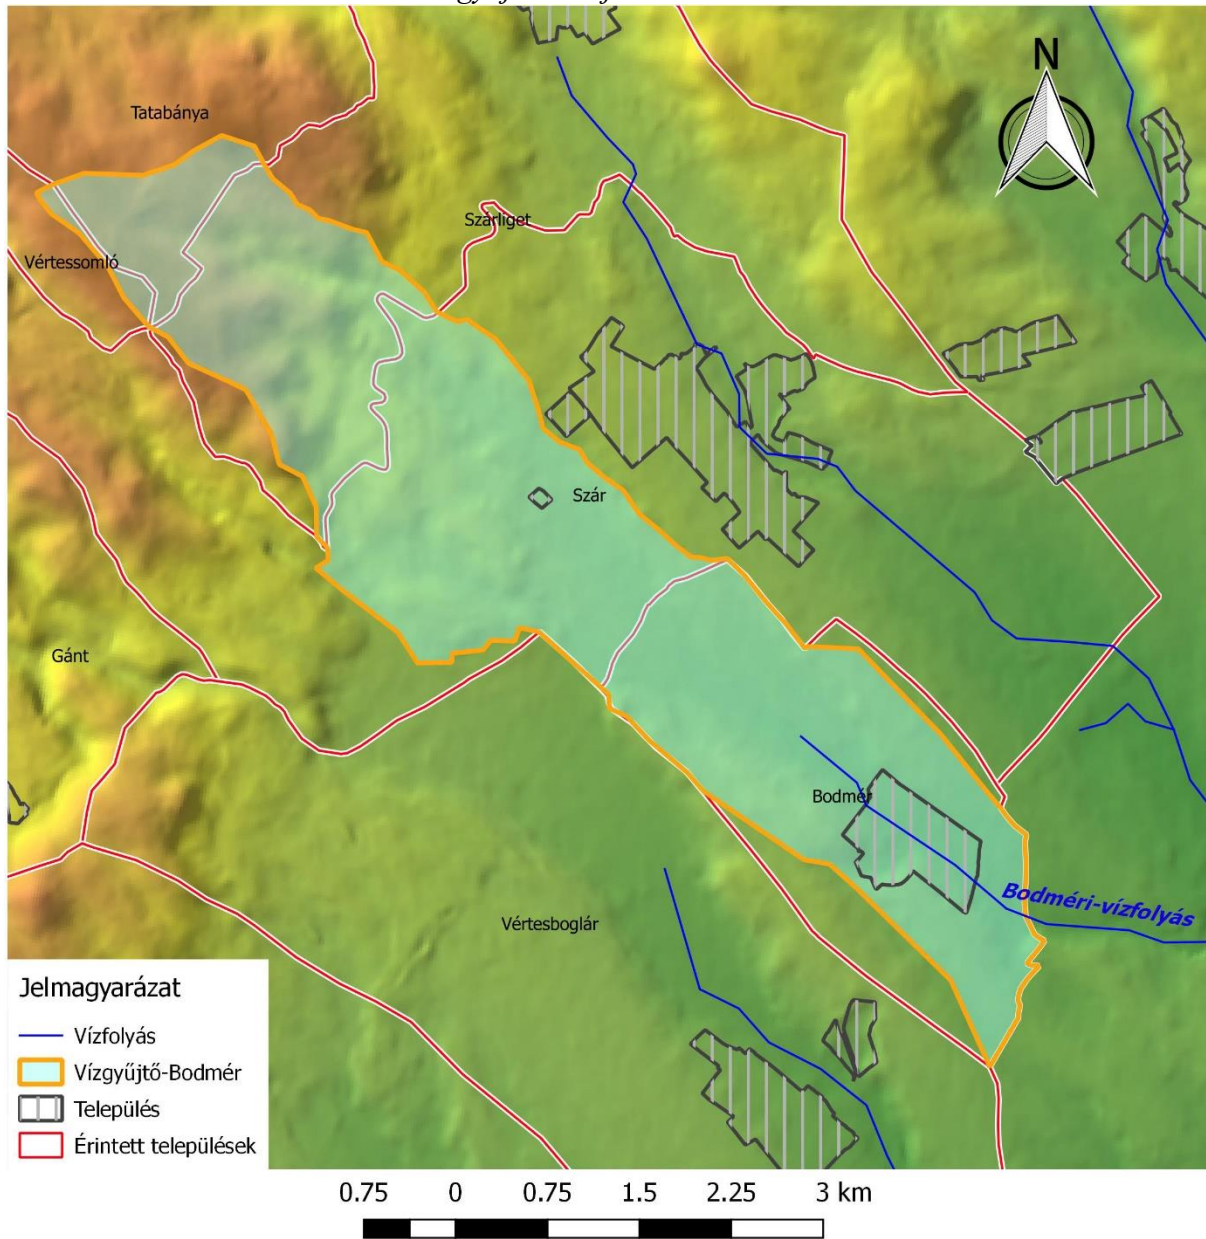 N
Tatabánya
Szárliget
Vértessomló
Szár
Gánt
Bodmér
Bodméri-vízfolyás
Vértesboglár
Jelmagyarázat
Vízfolyás
Vízgyűjtő-Bodmér
Település
Érintett települések
0.75 0 0.75 1.5 2.25 3 km